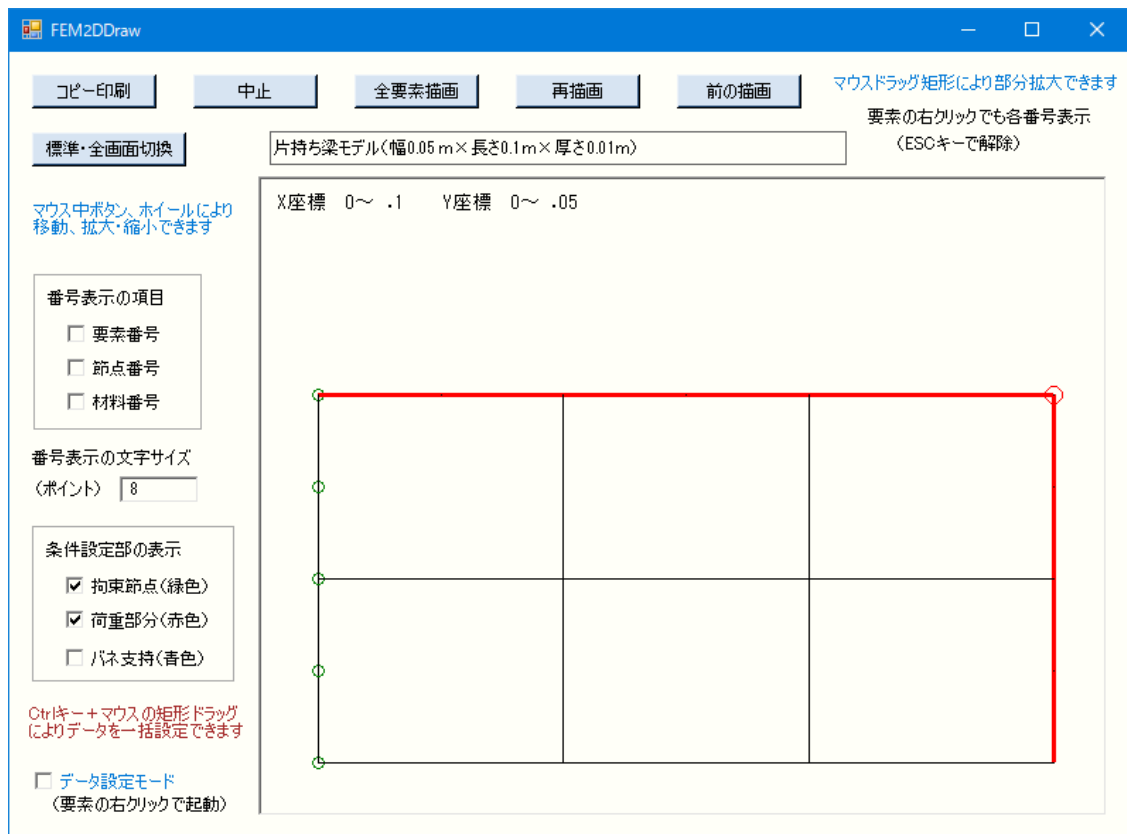 FEM2DDraw
コピー印刷
中止
全要素描画
再描画
前の描画
マウスドラッグ矩形により部分拡大できます
要素の右クリックでも各番号表示
(ESCキーで解除)
標準・全画面切換
片持ち梁モデル(幅0.05 m×長さ0.1m×厚さ0.01m)
マウス中ボタン、ホイールにより
移動、拡大・縮小できます
X座標 0～ .1 Y座標 0～ .05
番号表示の項目
要素番号
節点番号
材料番号
番号表示の文字サイズ
(ポイント) 8
条件設定部の表示
拘束節点(緑色)
荷重部分(赤色)
バネ支持(青色)
Ctrlキー+マウスの矩形ドラッグ
によりデータを一括設定できます
データ設定モード
(要素の右クリックで起動)